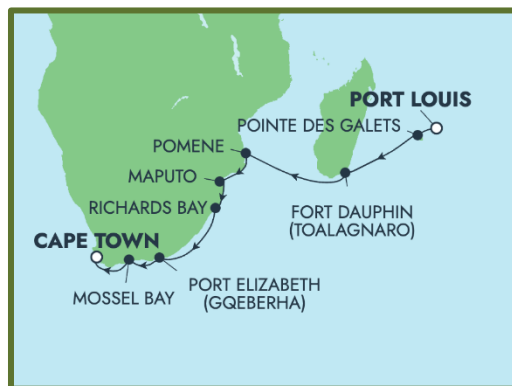 PORT LOUIS
POINTE DES GALETS
POMENE
MAPUTO
RICHARDS BAY
FORT DAUPHIN
(TOALAGNARO)
CAPE TOWN
PORT ELIZABETH
(GQEBERHA)
MOSSEL BAY